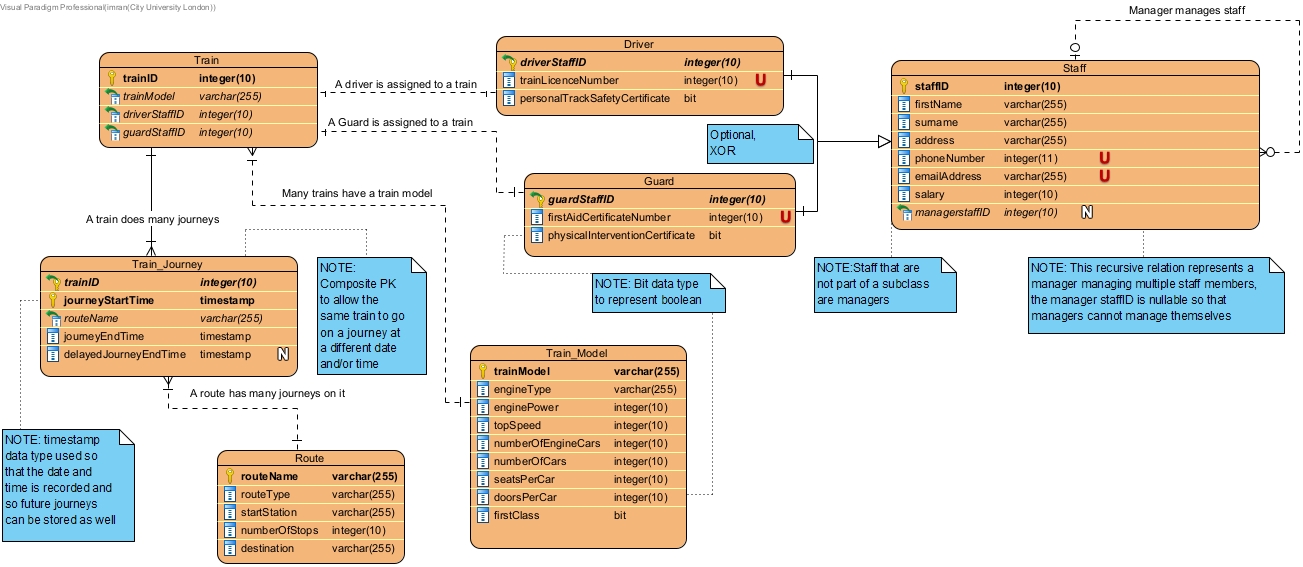 Visual Paradigm Professional(imran(City University London))
Manager manages staff
Driver
driverStaffID integer(10)
trainLicenceNumber integer(10) U
personalTrackSafetyCertificate bit
Train
trainID integer(10)
trainModel varchar(255)
driverStaffID integer(10)
guardStaffID integer(10)
A driver is assigned to a train
A Guard is assigned to a train
Staff
staffID integer(10)
firstName varchar(255)
surname varchar(255)
address varchar(255)
phoneNumber integer(11) U
emailAddress varchar(255) U
salary integer(10)
managerstaffID integer(10) N
Optional,
XOR
Guard
guardStaffID integer(10)
firstAidCertificateNumber integer(10) U
physicalInterventionCertificate bit
Many trains have a train model
A train does many journeys
Train_Journey
trainID integer(10)
journeyStartTime timestamp
routeName varchar(255)
journeyEndTime timestamp
delayedJourneyEndTime timestamp N
NOTE:
Composite PK
to allow the
same train to go
on a journey at
a different date
and/or time
NOTE: Bit data type
to represent boolean
NOTE:Staff that are
not part of a subclass
are managers
NOTE: This recursive relation represents a
manager managing multiple staff members,
the manager staffID is nullable so that
managers cannot manage themselves
Train_Model
trainModel varchar(255)
engineType varchar(255)
enginePower integer(10)
topSpeed integer(10)
numberOfEngineCars integer(10)
numberOfCars integer(10)
seatsPerCar integer(10)
doorsPerCar integer(10)
firstClass bit
A route has many journeys on it
NOTE: timestamp
data type used so
that the date and
time is recorded and
so future journeys
can be stored as well
Route
routeName varchar(255)
routeType varchar(255)
startStation varchar(255)
numberOfStops integer(10)
destination varchar(255)